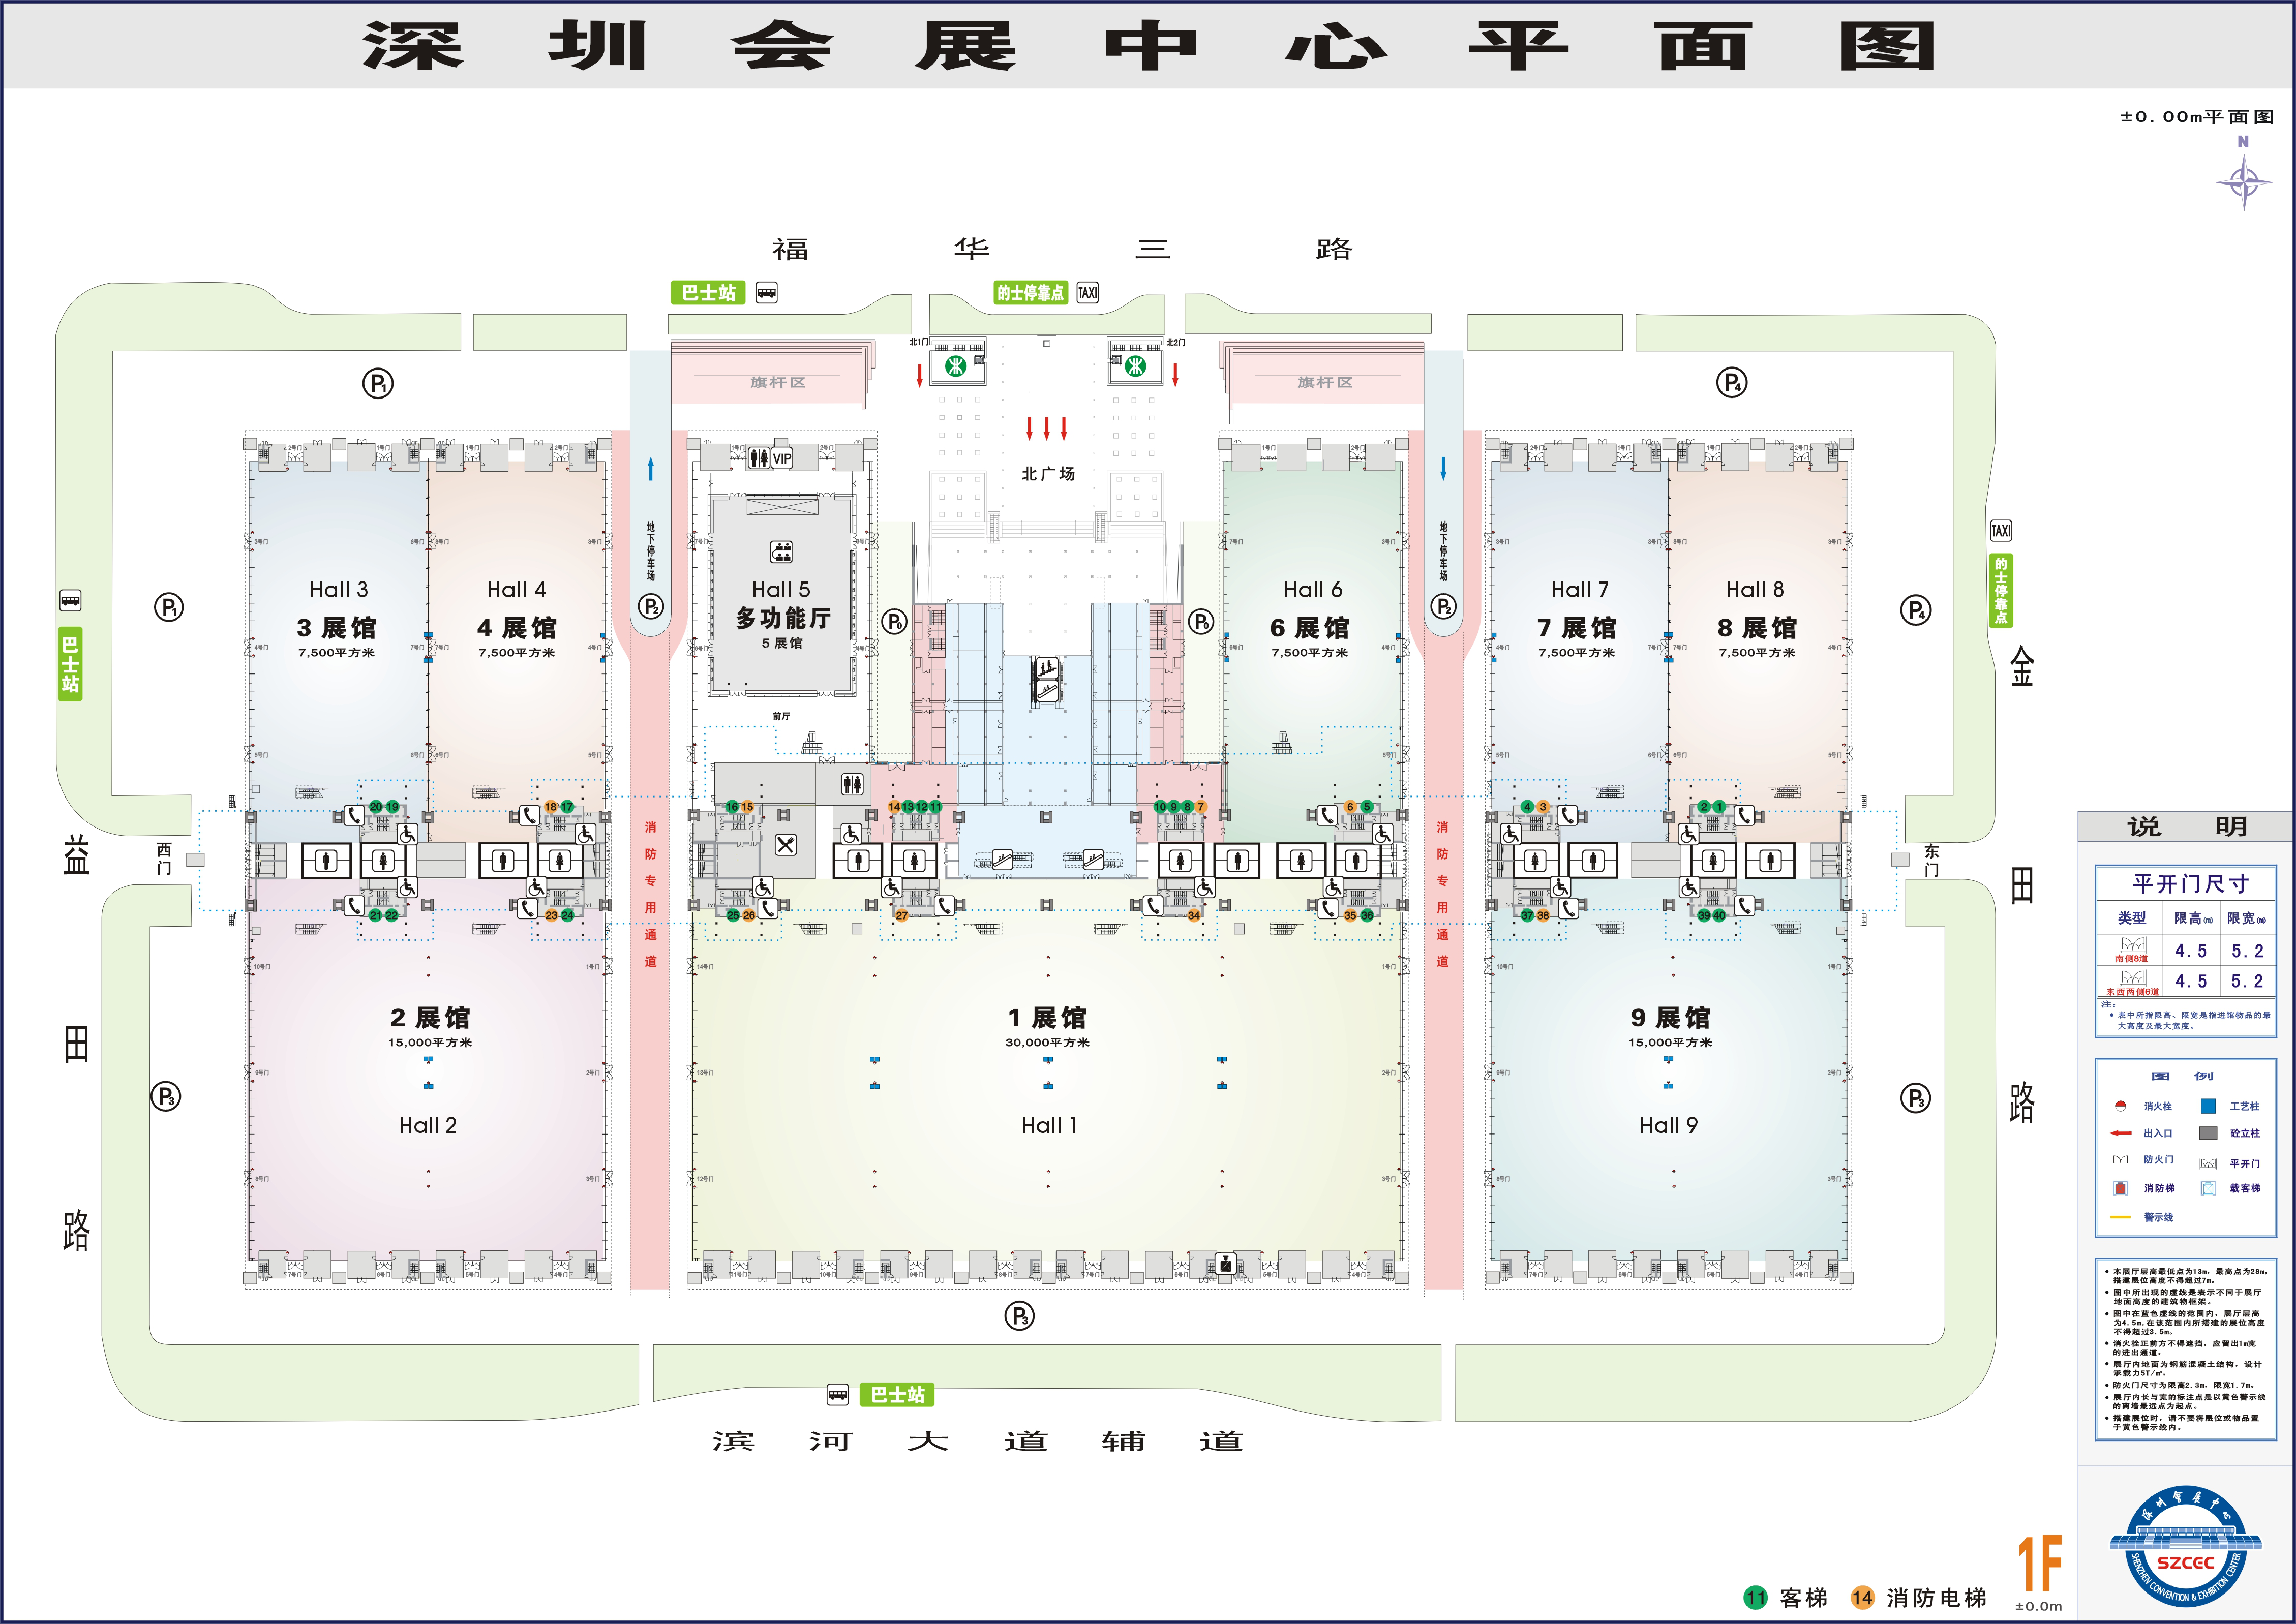 深圳会展中心平面图
±0.00m平面图
N
福华三路
巴士站
的士停靠点
TAXI
北1门
北2门
旗杆区
旗杆区
P1
P4
北广场
VIP
地下停车场
地下停车场
TAXI
的士停靠点
巴士站
P1
P2
P0
P0
P2
P4
Hall 3
3 展馆
7,500平方米
Hall 4
4 展馆
7,500平方米
Hall 5
多功能厅
5 展馆
前厅
Hall 6
6 展馆
7,500平方米
Hall 7
7 展馆
7,500平方米
Hall 8
8 展馆
7,500平方米
20 19
18 17
16 15
14 13 12 11
10 9 8 7
6 5
4 3
2 1
西门
东门
消防专用通道
消防专用通道
21 22
23 24
25 26
27
34
35 36
37 38
39 40
2 展馆
15,000平方米
Hall 2
1 展馆
30,000平方米
Hall 1
9 展馆
15,000平方米
Hall 9
P3
P3
P3
益田路
金田路
巴士站
滨河大道辅道
说明
平开门尺寸
类型 限高(m) 限宽(m)
南侧8道 4.5 5.2
东西两侧6道 4.5 5.2
注：
• 表中所指限高、限宽是指进馆物品的最
大高度及最大宽度。
图例
消火栓 工艺柱
出入口 砼立柱
防火门 平开门
消防梯 载客梯
警示线
• 本展厅层高最低点为13m，最高点为28m，
搭建展位高度不得超过7m。
• 图中所出现的虚线是表示不同于展厅
地面高度的建筑物框架。
• 图中在蓝色虚线的范围内，展厅层高
为4.5m,在该范围内所搭建的展位高度
不得超过3.5m。
• 消火栓正前方不得遮挡，应留出1m宽
的进出通道。
• 展厅内地面为钢筋混凝土结构，设计
承载力5T/㎡。
• 防火门尺寸为限高2.3m，限宽1.7m。
• 展厅内长与宽的标注点是以黄色警示线
的离墙最远点为起点。
• 搭建展位时，请不要将展位或物品置
于黄色警示线内。
深圳會展中心
SZCEC
SHENZHEN CONVENTION & EXHIBITION CENTER
11 客梯 14 消防电梯
1F
±0.0m